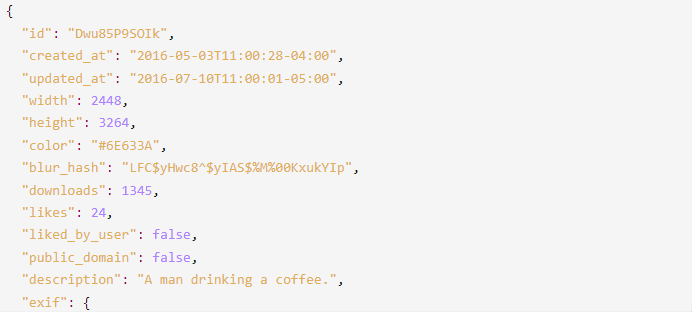 {
"id": "Dwu85P9SOIk",
"created_at": "2016-05-03T11:00:28-04:00",
"updated_at": "2016-07-10T11:00:01-05:00",
"width": 2448,
"height": 3264,
"color": "#6E633A",
"blur_hash": "LFC$yHwc8^$yIAS$%M%00KxukYIp",
"downloads": 1345,
"likes": 24,
"liked_by_user": false,
"public_domain": false,
"description": "A man drinking a coffee.",
"exif": {